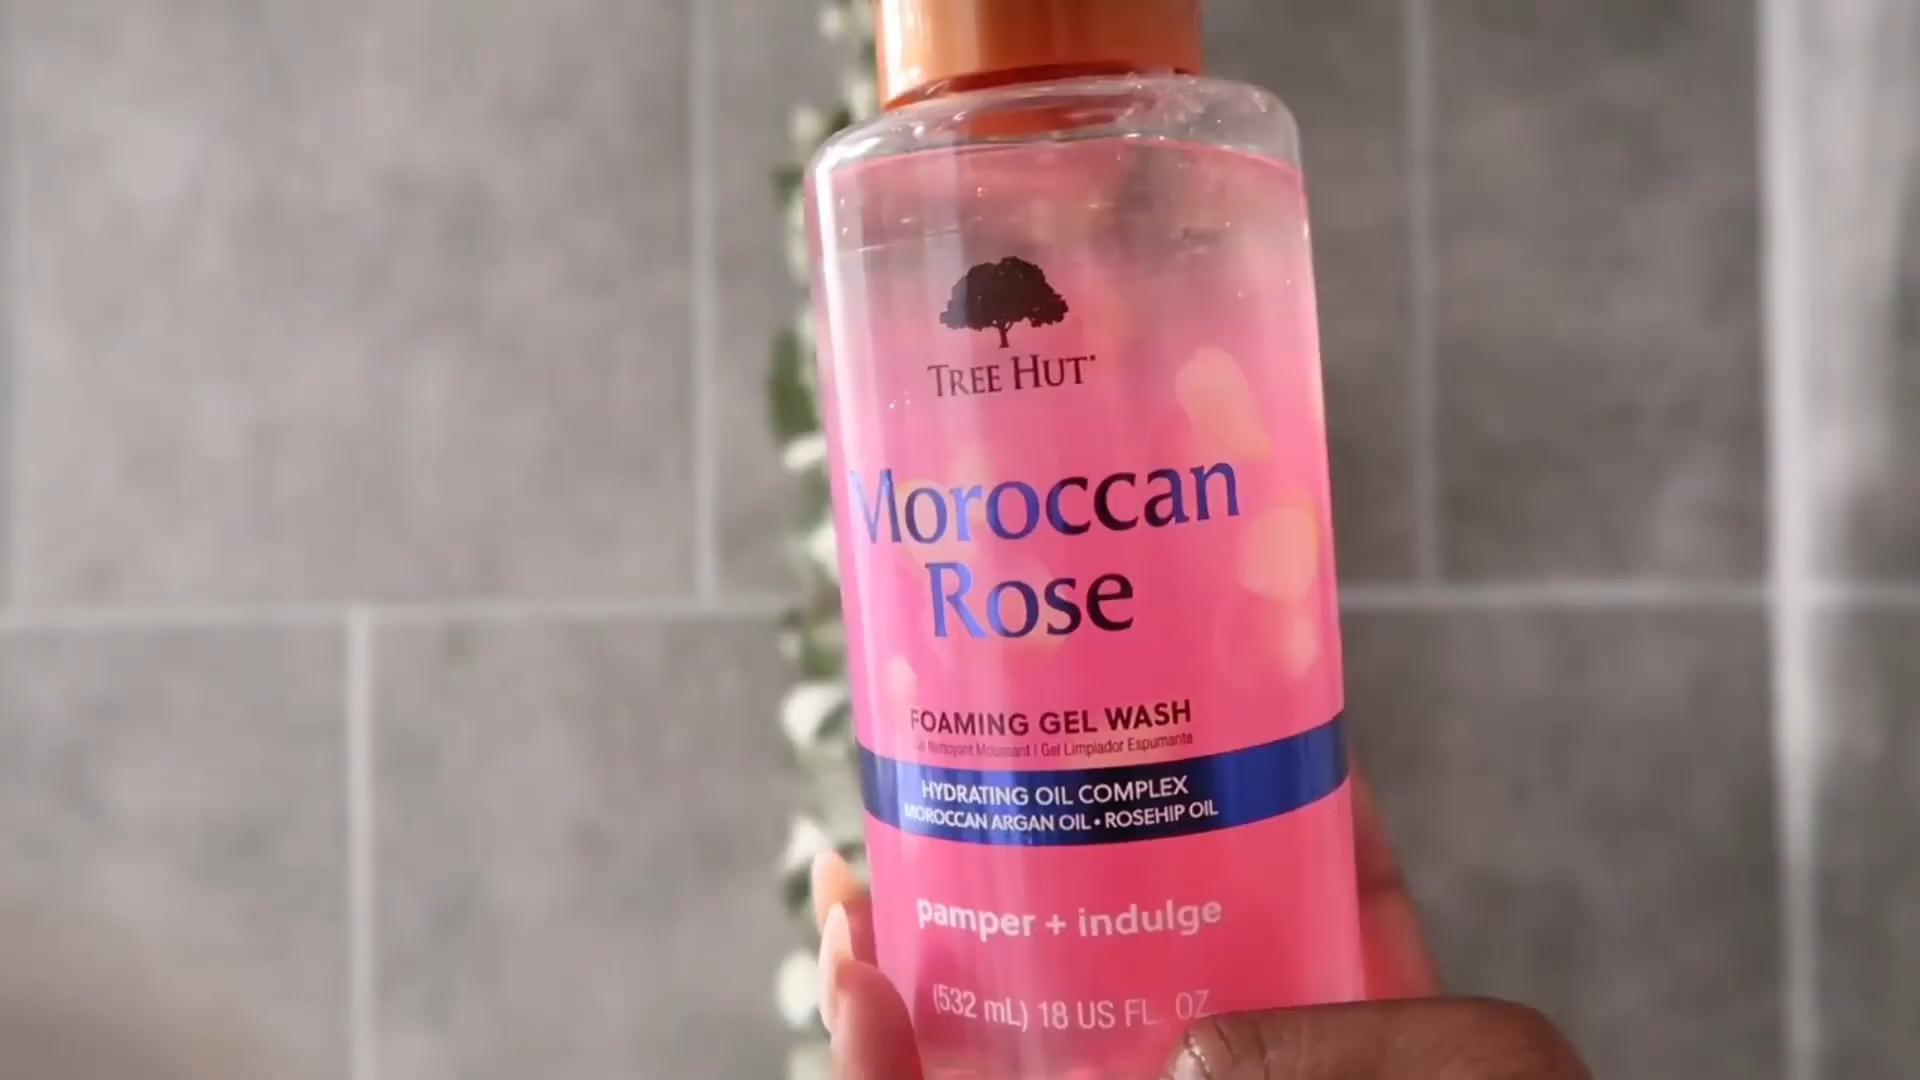 TREE HUT
Moroccan
Rose
FOAMING GEL WASH
Gel Nettoyant Moussant | Gel Limpiador Espumante
HYDRATING OIL COMPLEX
MOROCCAN ARGAN OIL • ROSEHIP OIL
pamper + indulge
(532 mL) 18 US FL. OZ